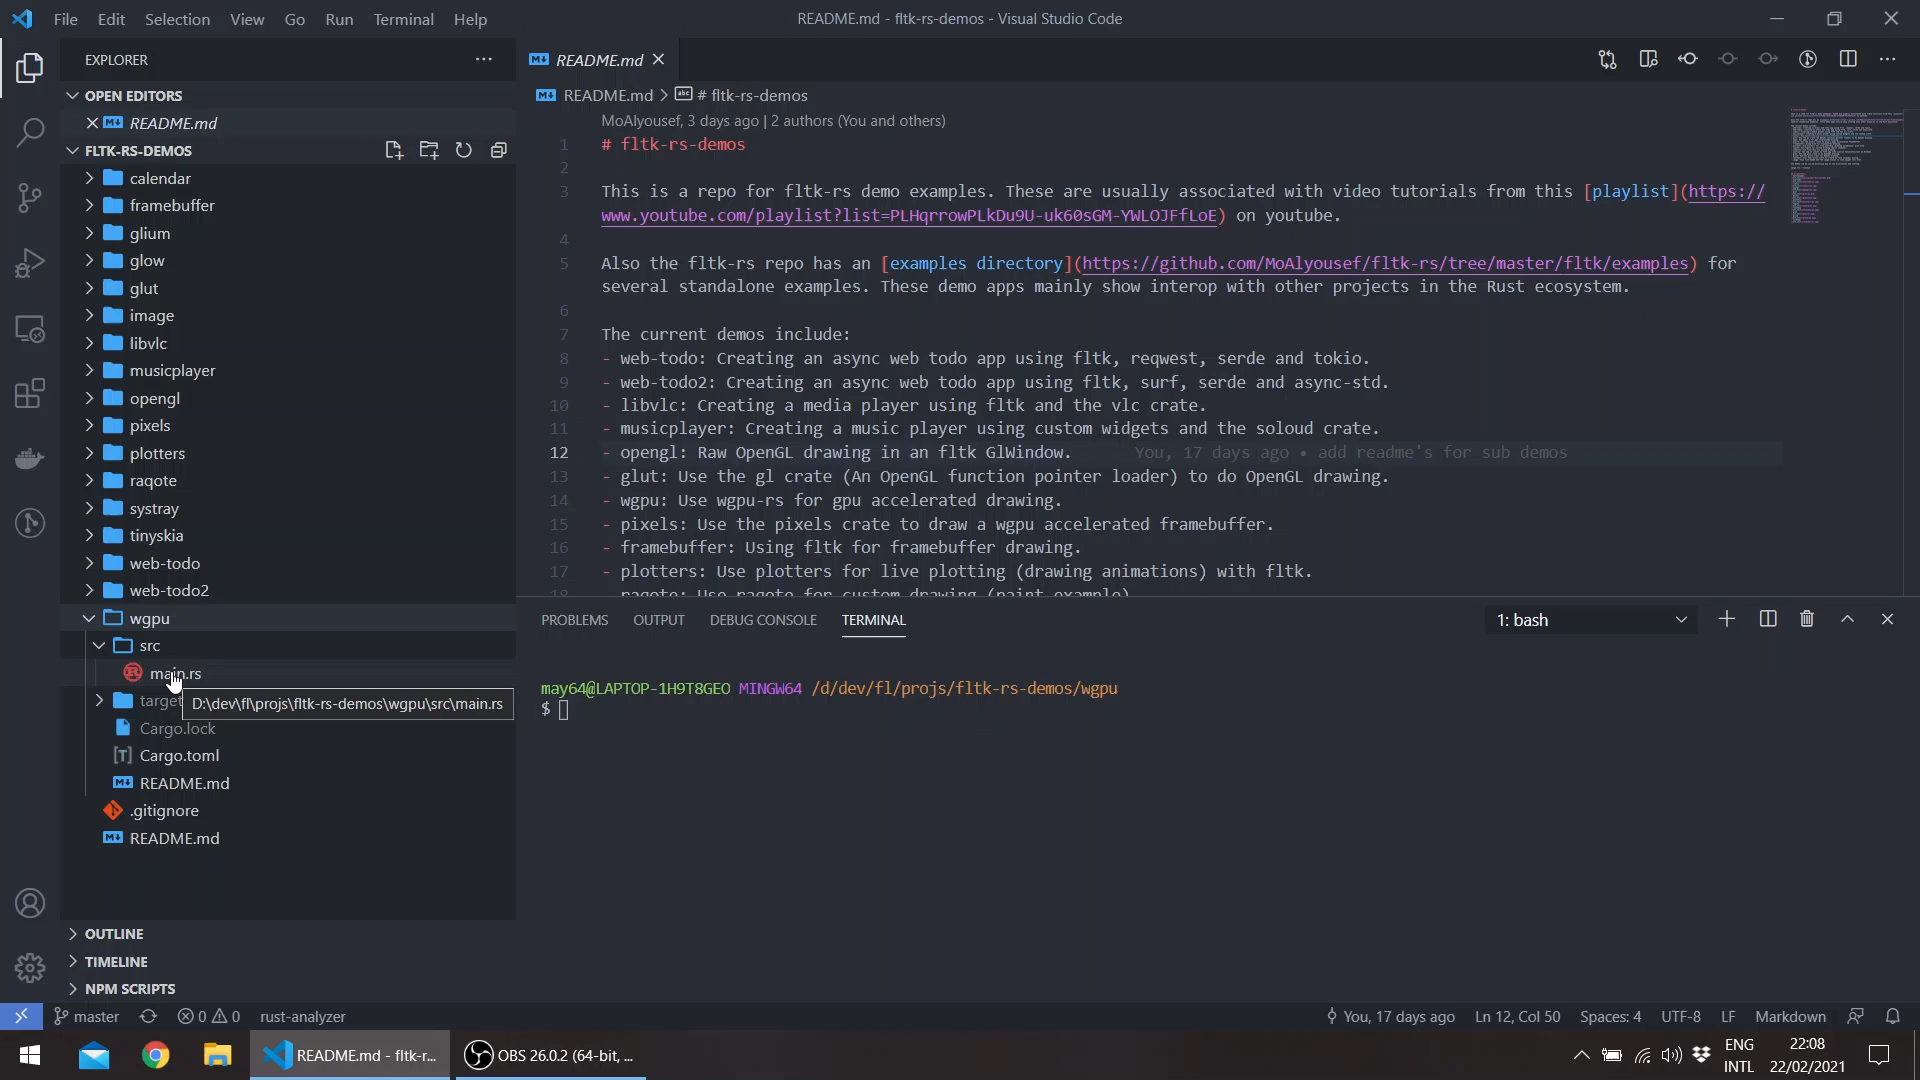 File Edit Selection View Go Run Terminal Help
README.md - fltk-rs-demos - Visual Studio Code
EXPLORER
OPEN EDITORS
README.md
FLTK-RS-DEMOS
calendar
framebuffer
glium
glow
glut
image
libvlc
musicplayer
opengl
pixels
plotters
raqote
systray
tinyskia
web-todo
web-todo2
wgpu
src
main.rs
target
D:\dev\fl\projs\fltk-rs-demos\wgpu\src\main.rs
Cargo.lock
Cargo.toml
README.md
.gitignore
README.md
OUTLINE
TIMELINE
NPM SCRIPTS
README.md
README.md > # fltk-rs-demos
MoAlyousef, 3 days ago | 2 authors (You and others)
1 # fltk-rs-demos
2
3 This is a repo for fltk-rs demo examples. These are usually associated with video tutorials from this [playlist](https://
www.youtube.com/playlist?list=PLHqrrowPLkDu9U-uk60sGM-YWLOJFfLoE) on youtube.
4
5 Also the fltk-rs repo has an [examples directory](https://github.com/MoAlyousef/fltk-rs/tree/master/fltk/examples) for
several standalone examples. These demo apps mainly show interop with other projects in the Rust ecosystem.
6
7 The current demos include:
8 - web-todo: Creating an async web todo app using fltk, reqwest, serde and tokio.
9 - web-todo2: Creating an async web todo app using fltk, surf, serde and async-std.
10 - libvlc: Creating a media player using fltk and the vlc crate.
11 - musicplayer: Creating a music player using custom widgets and the soloud crate.
12 - opengl: Raw OpenGL drawing in an fltk GlWindow. You, 17 days ago • add readme's for sub demos
13 - glut: Use the gl crate (An OpenGL function pointer loader) to do OpenGL drawing.
14 - wgpu: Use wgpu-rs for gpu accelerated drawing.
15 - pixels: Use the pixels crate to draw a wgpu accelerated framebuffer.
16 - framebuffer: Using fltk for framebuffer drawing.
17 - plotters: Use plotters for live plotting (drawing animations) with fltk.
18 - raqote: Use raqote for custom drawing (paint example)
PROBLEMS OUTPUT DEBUG CONSOLE TERMINAL
1: bash
may64@LAPTOP-1H9T8GEO MINGW64 /d/dev/fl/projs/fltk-rs-demos/wgpu
$
master 0 0 rust-analyzer
You, 17 days ago Ln 12, Col 50 Spaces: 4 UTF-8 LF Markdown
README.md - fltk-r...
OBS 26.0.2 (64-bit, ...
ENG
INTL
22:08
22/02/2021